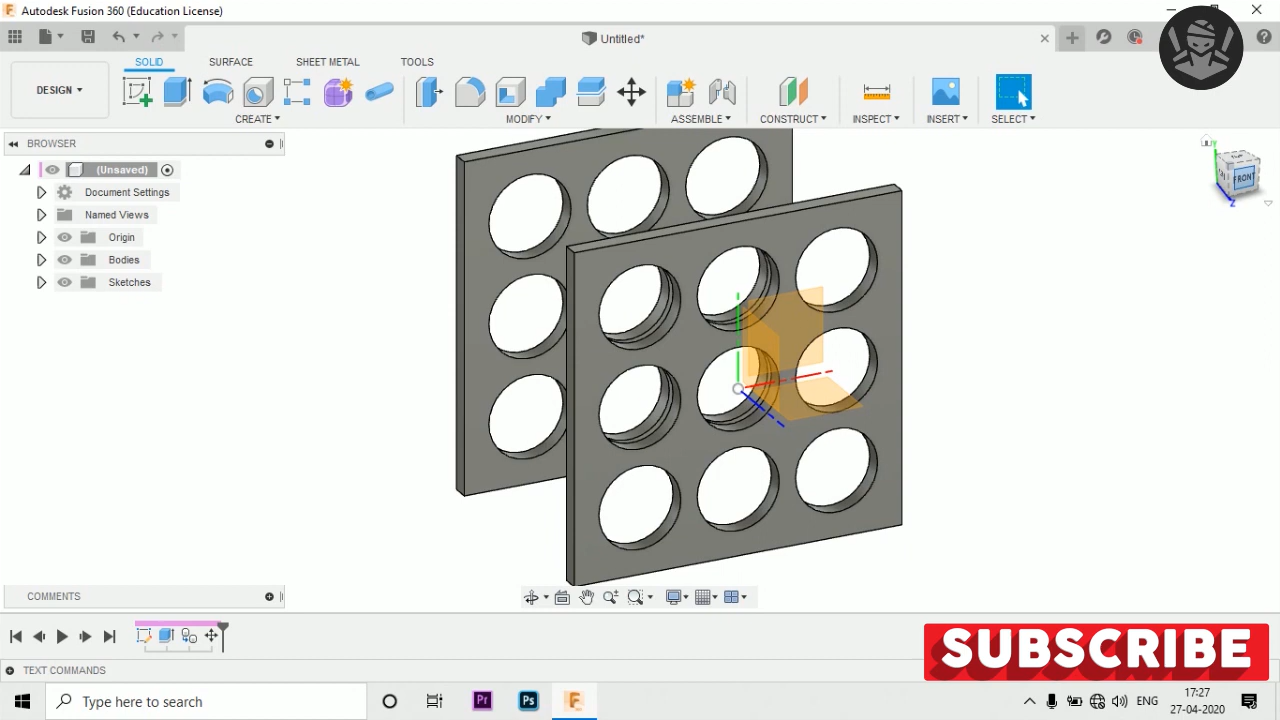 Autodesk Fusion 360 (Education License)
Untitled*
SOLID SURFACE SHEET METAL TOOLS
DESIGN
CREATE MODIFY ASSEMBLE CONSTRUCT INSPECT INSERT SELECT
BROWSER
(Unsaved)
Document Settings
Named Views
Origin
Bodies
Sketches
FRONT
Y
Z
COMMENTS
SUBSCRIBE
TEXT COMMANDS
Type here to search
Pr
Ps
ENG
17:27
27-04-2020